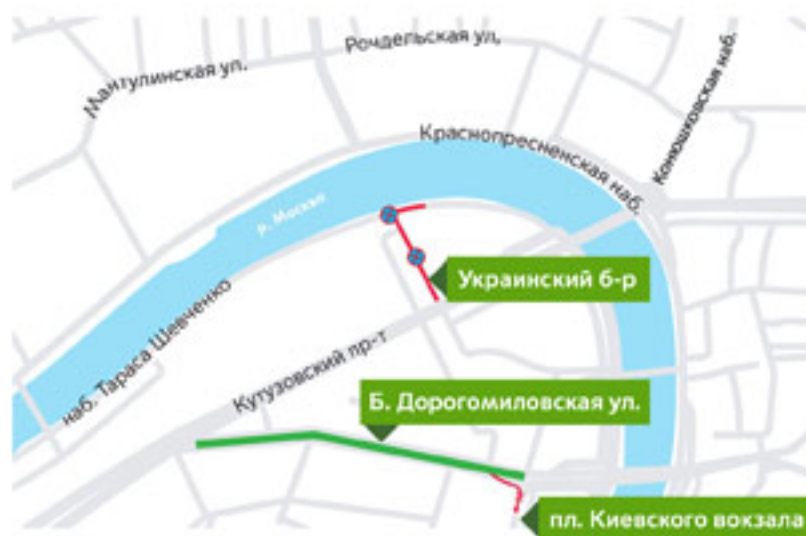 Рочдельская ул,
Мантулинская ул.
Конюшковская наб.
Краснопресненская наб.
р. Москва
Украинский б-р
наб. Тараса Шевченко
Кутузовский пр-т
Б. Дорогомиловская ул.
пл. Киевского вокзала